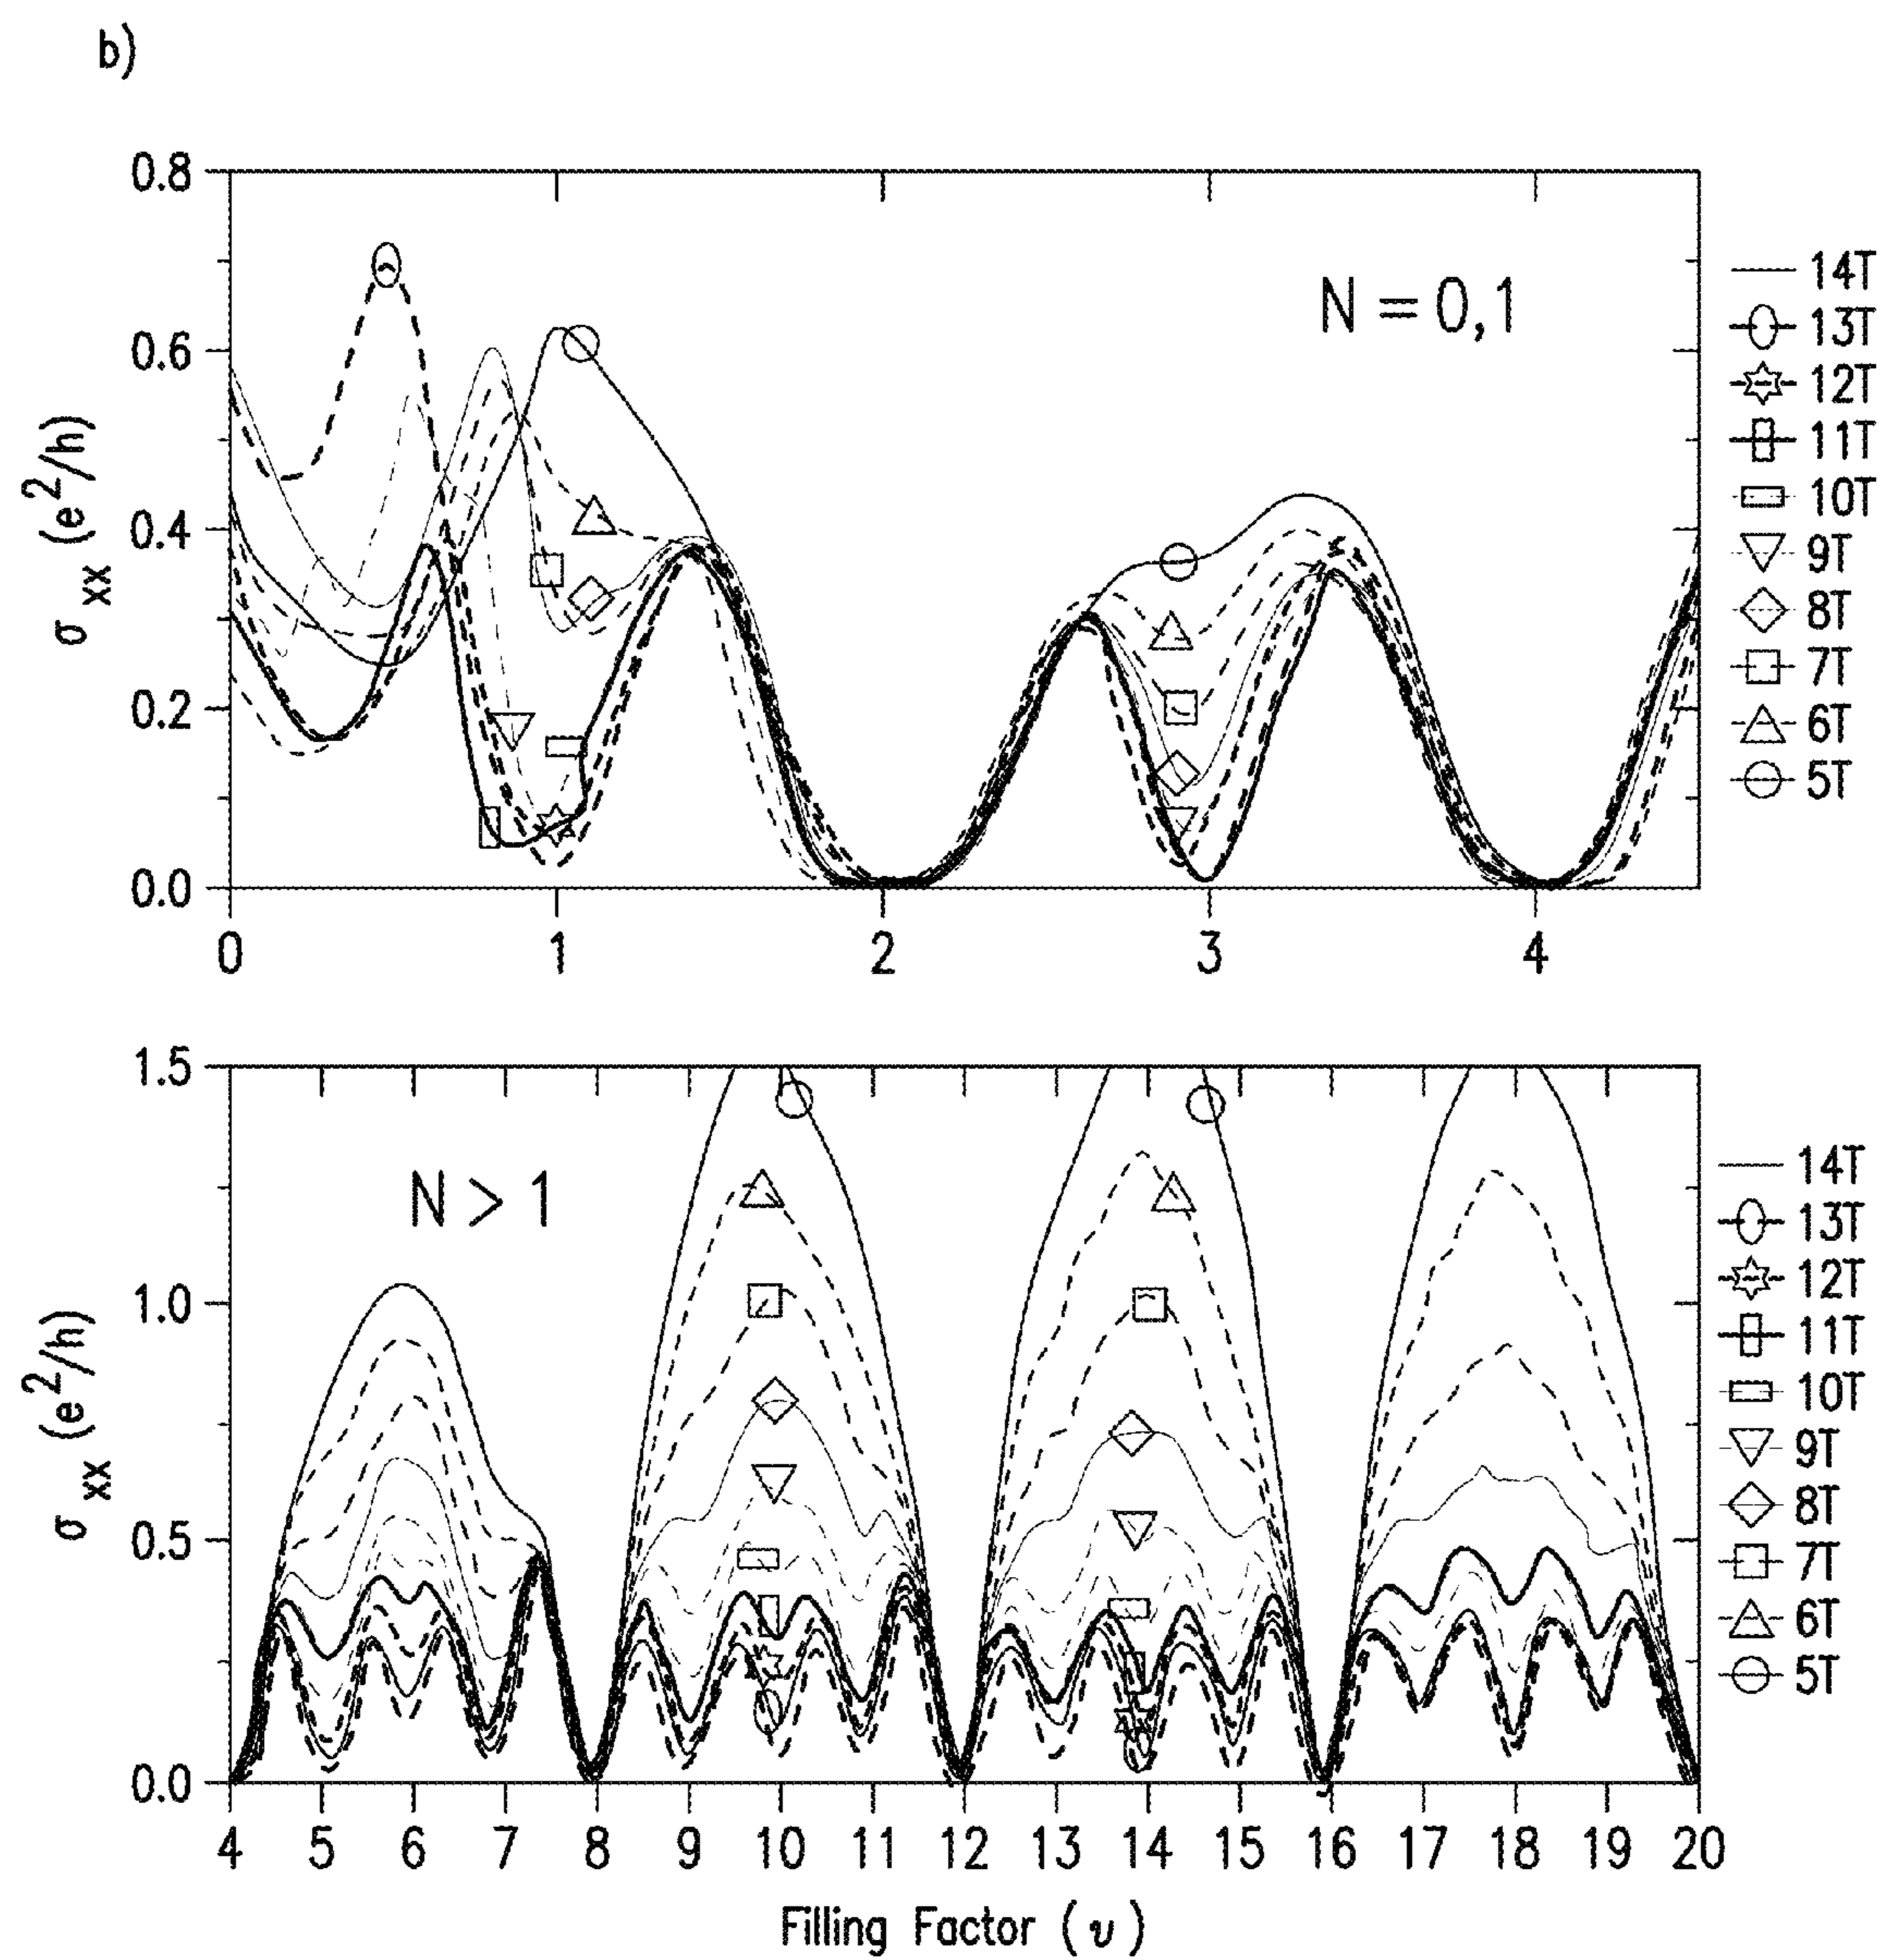 b)
0.8
0.6
0.4
0.2
0.0
σxx (e²/h)
N = 0,1
0 1 2 3 4
14T
13T
12T
11T
10T
9T
8T
7T
6T
5T
1.5
1.0
0.5
0.0
σxx (e²/h)
N > 1
4 5 6 7 8 9 10 11 12 13 14 15 16 17 18 19 20
Filling Factor (υ)
14T
13T
12T
11T
10T
9T
8T
7T
6T
5T